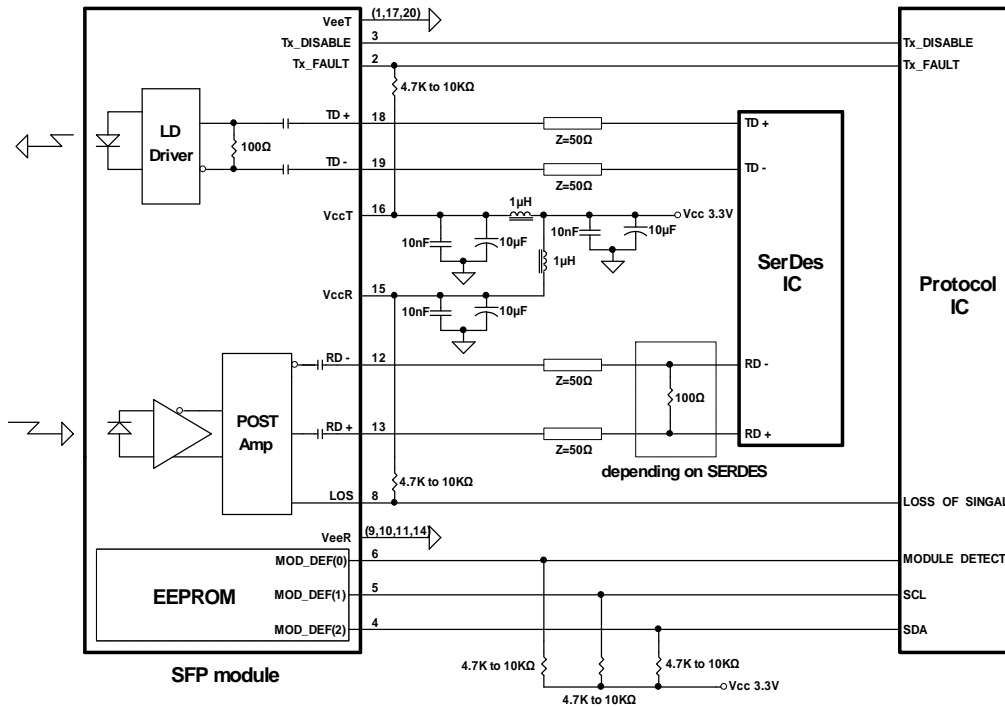 VeeT (1,17,20)
Tx_DISABLE 3 Tx_DISABLE
Tx_FAULT 2 Tx_FAULT
4.7K to 10KΩ
LD
Driver
100Ω
TD + 18 Z=50Ω TD +
TD - 19 Z=50Ω TD -
VccT 16 1µH Vcc 3.3V
10nF 10µF 10nF 10µF
1µH
VccR 15
10nF 10µF
SerDes
IC
Protocol
IC
RD - 12 Z=50Ω RD -
100Ω
POST
Amp
RD + 13 Z=50Ω RD +
depending on SERDES
4.7K to 10KΩ
LOS 8 LOSS OF SINGAL
VeeR (9,10,11,14)
MOD_DEF(0) 6 MODULE DETECT
EEPROM
MOD_DEF(1) 5 SCL
MOD_DEF(2) 4 SDA
4.7K to 10KΩ 4.7K to 10KΩ
4.7K to 10KΩ
Vcc 3.3V
SFP module